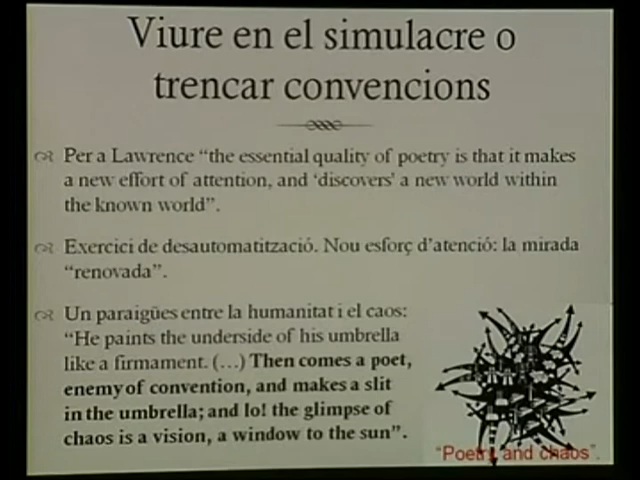 Viure en el simulacre o
trencar convencions
Per a Lawrence “the essential quality of poetry is that it makes
a new effort of attention, and ‘discovers’ a new world within
the known world”.
Exercici de desautomatització. Nou esforç d’atenció: la mirada
“renovada”.
Un paraigües entre la humanitat i el caos:
“He paints the underside of his umbrella
like a firmament. (…) Then comes a poet,
enemy of convention, and makes a slit
in the umbrella; and lo! the glimpse of
chaos is a vision, a window to the sun”.
“Poetry and chaos”.